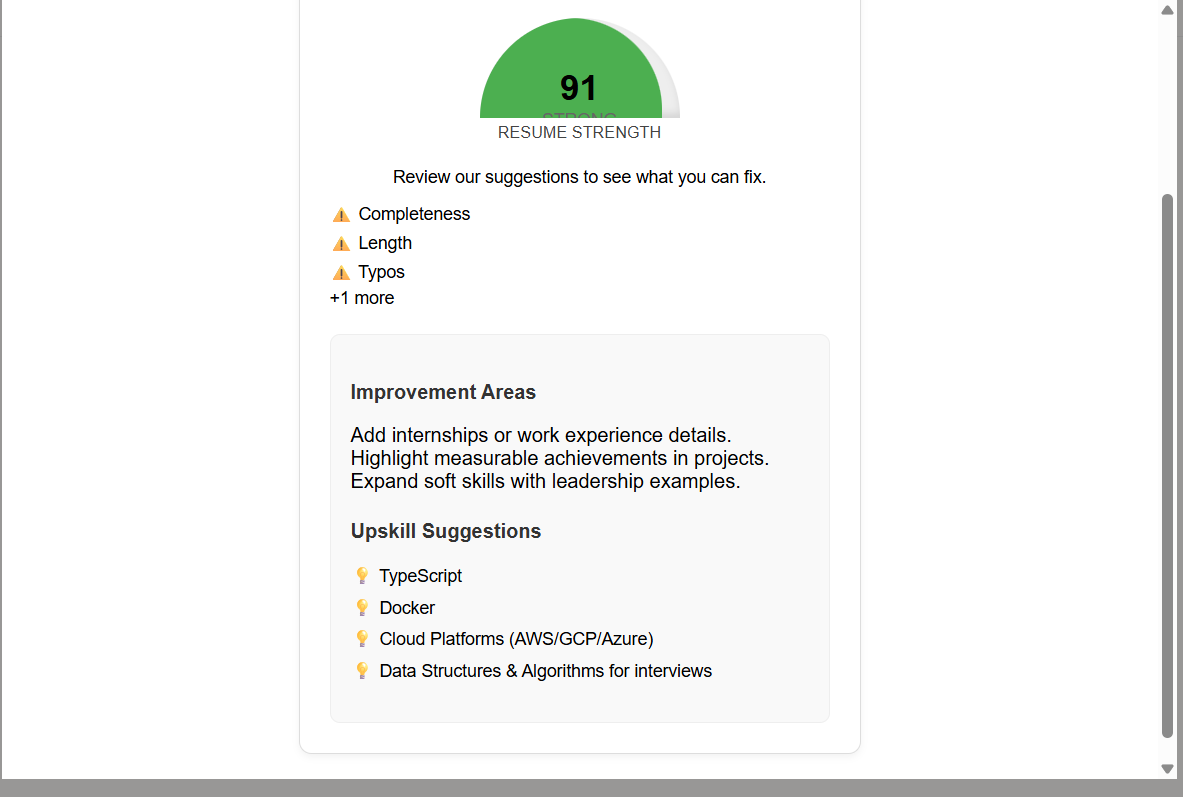 91
STRONG
RESUME STRENGTH
Review our suggestions to see what you can fix.
Completeness
Length
Typos
+1 more
Improvement Areas
Add internships or work experience details.
Highlight measurable achievements in projects.
Expand soft skills with leadership examples.
Upskill Suggestions
TypeScript
Docker
Cloud Platforms (AWS/GCP/Azure)
Data Structures & Algorithms for interviews